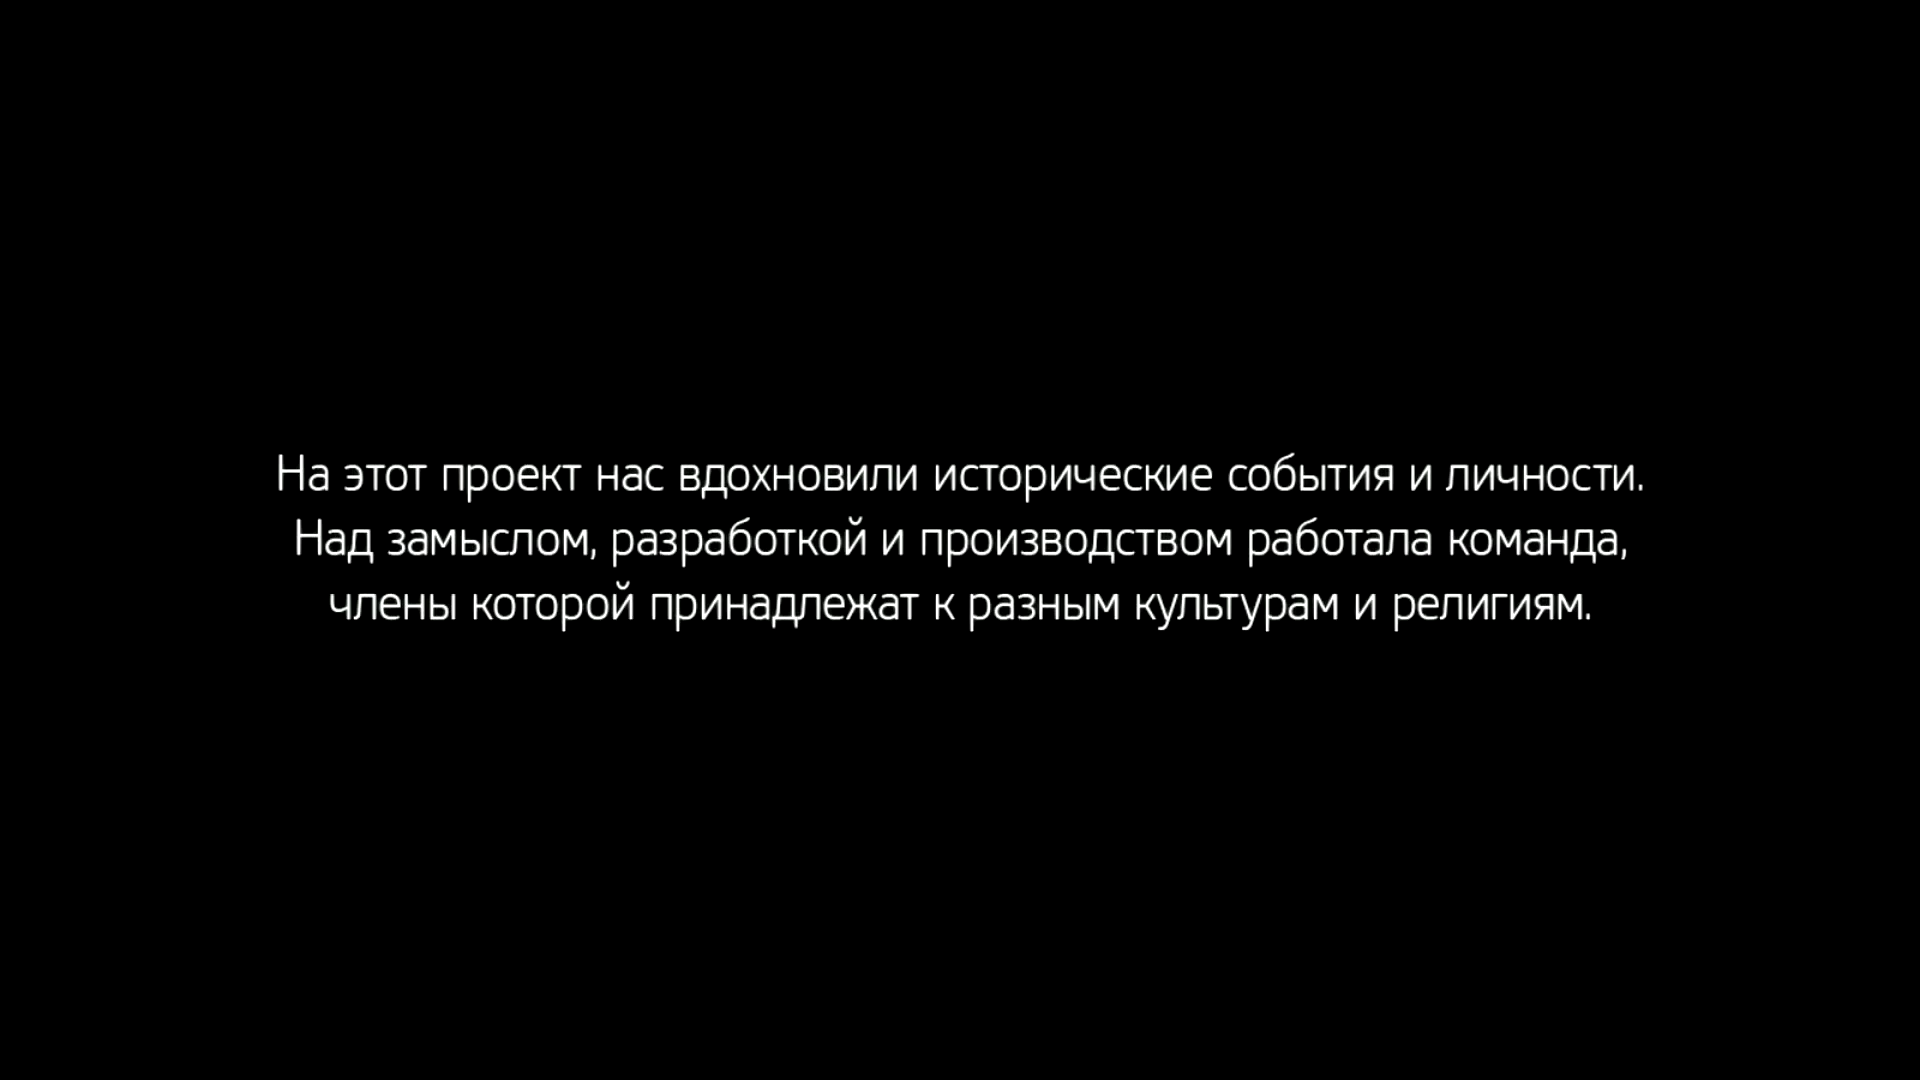 На этот проект нас вдохновили исторические события и личности.
Над замыслом, разработкой и производством работала команда,
члены которой принадлежат к разным культурам и религиям.